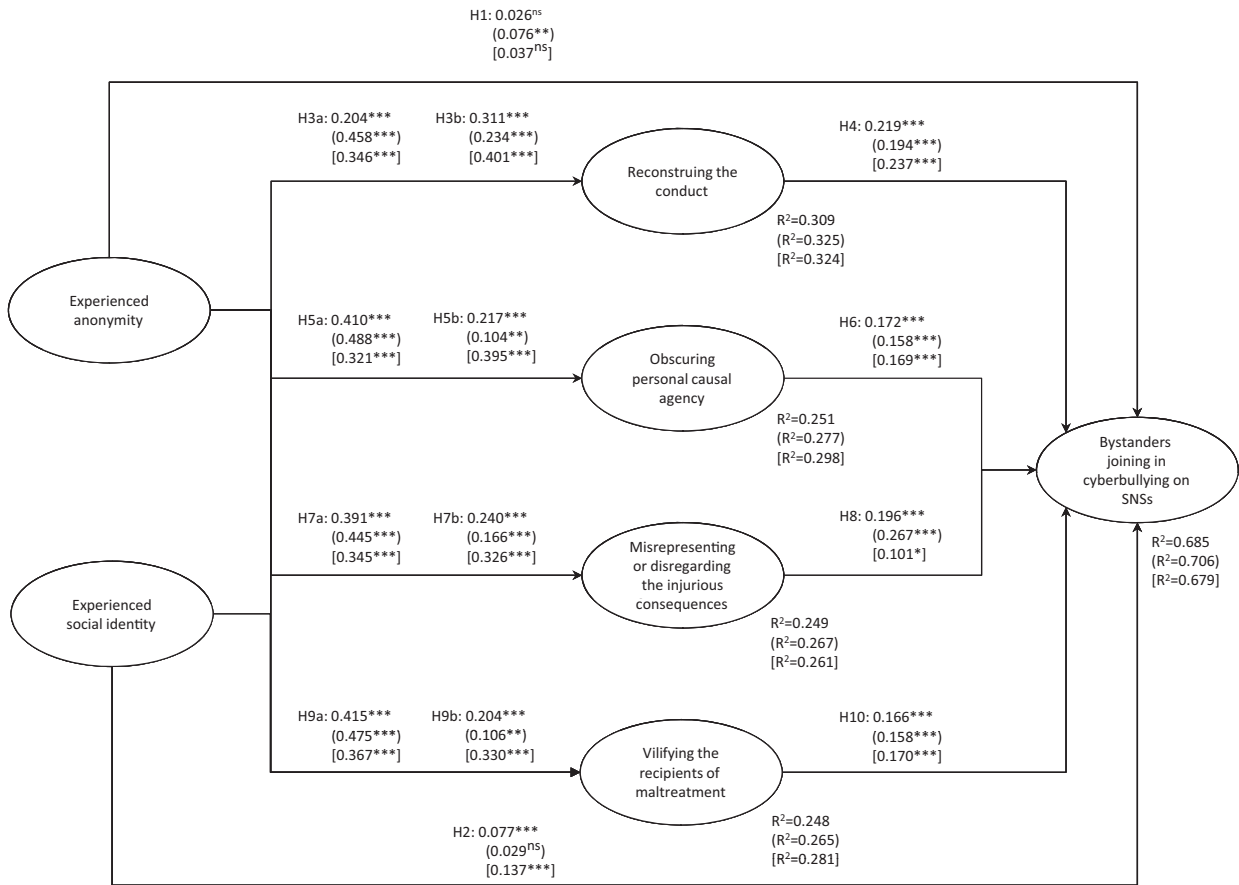 H1: 0.026ns
(0.076**)
[0.037ns]
H3a: 0.204***
(0.458***)
[0.346***]
H3b: 0.311***
(0.234***)
[0.401***]
H4: 0.219***
(0.194***)
[0.237***]
Reconstruing the
conduct
R²=0.309
(R²=0.325)
[R²=0.324]
Experienced
anonymity
H5a: 0.410***
(0.488***)
[0.321***]
H5b: 0.217***
(0.104**)
[0.395***]
H6: 0.172***
(0.158***)
[0.169***]
Obscuring
personal causal
agency
R²=0.251
(R²=0.277)
[R²=0.298]
Bystanders
joining in
cyberbullying on
SNSs
R²=0.685
(R²=0.706)
[R²=0.679]
H7a: 0.391***
(0.445***)
[0.345***]
H7b: 0.240***
(0.166***)
[0.326***]
H8: 0.196***
(0.267***)
[0.101*]
Misrepresenting
or disregarding
the injurious
consequences
R²=0.249
(R²=0.267)
[R²=0.261]
Experienced
social identity
H9a: 0.415***
(0.475***)
[0.367***]
H9b: 0.204***
(0.106**)
[0.330***]
H10: 0.166***
(0.158***)
[0.170***]
Vilifying the
recipients of
maltreatment
R²=0.248
(R²=0.265)
[R²=0.281]
H2: 0.077***
(0.029ns)
[0.137***]